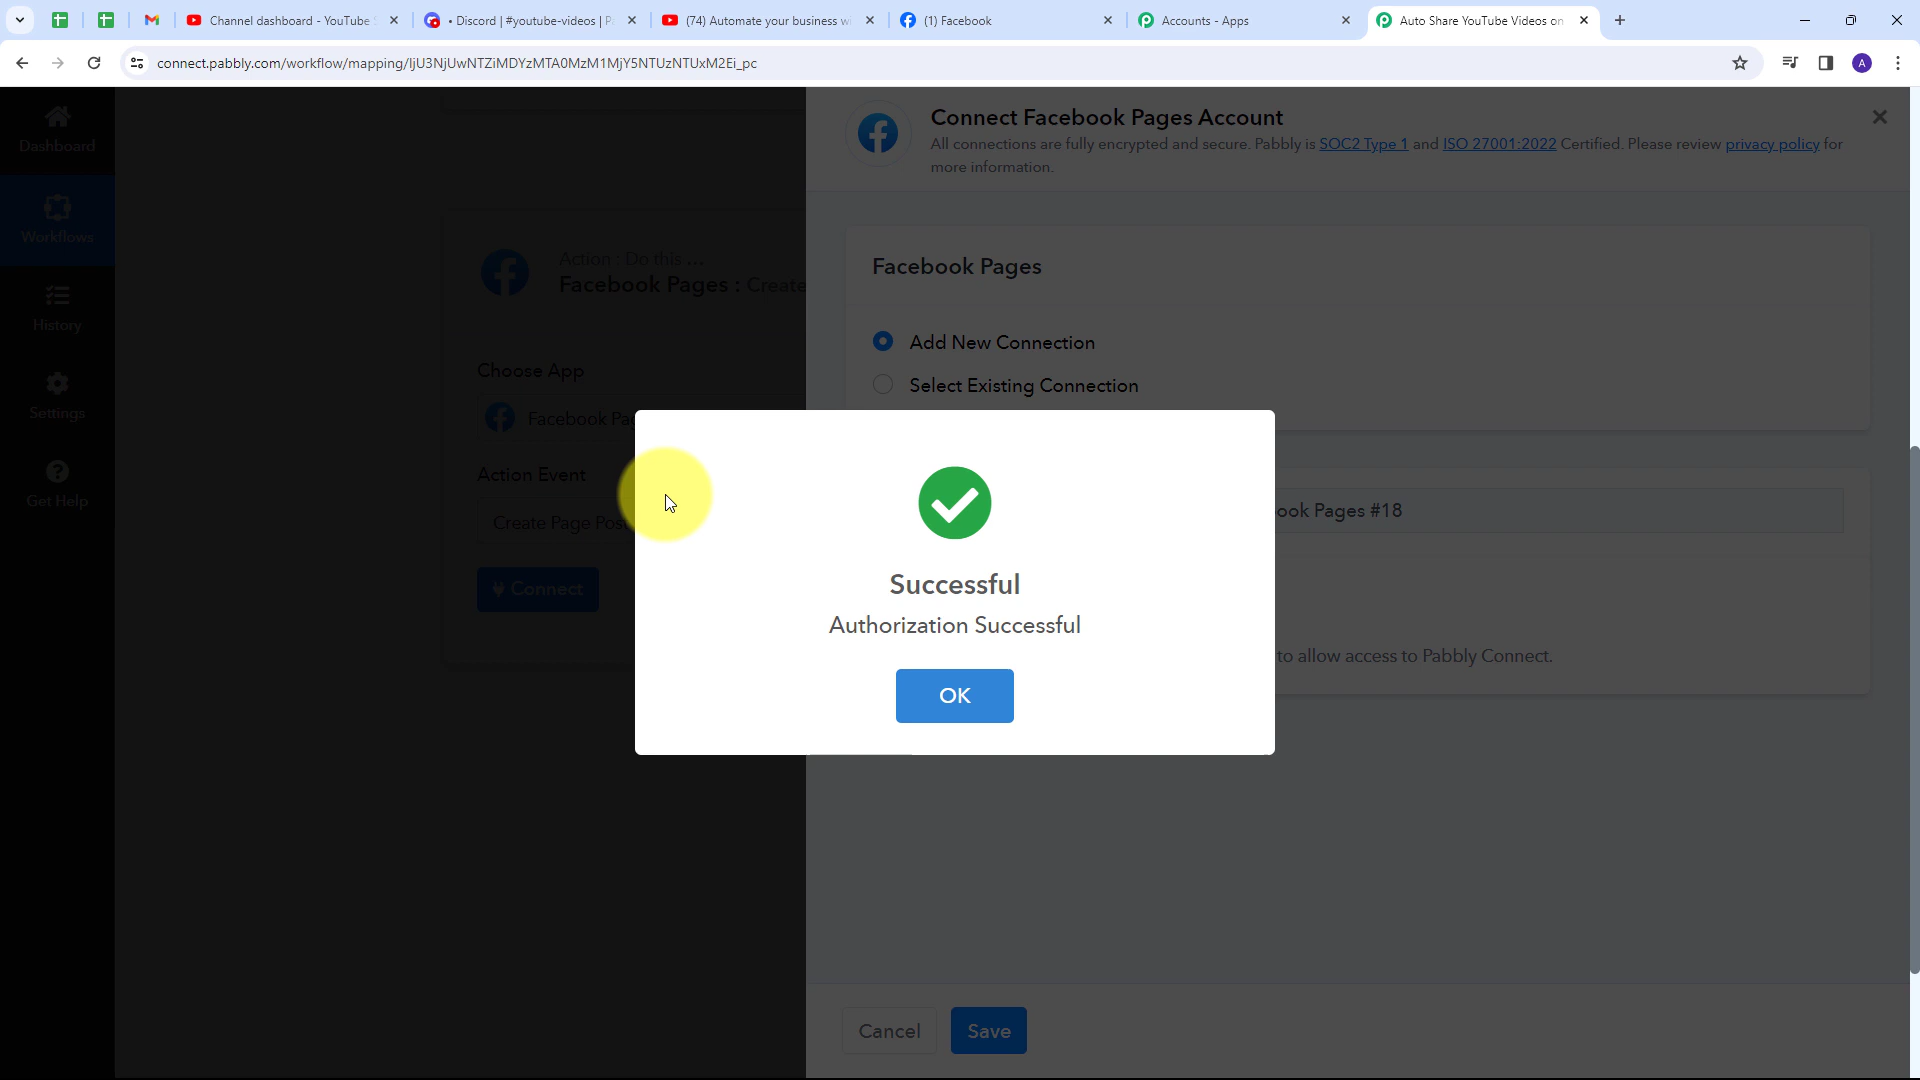 Channel dashboard - YouTube S
• Discord | #youtube-videos | P
(74) Automate your business wi
(1) Facebook
Accounts - Apps
Auto Share YouTube Videos on
connect.pabbly.com/workflow/mapping/IjU3NjUwNTZiMDYzMTA0MzM1MjY5NTUzNTUxM2Ei_pc
A
Dashboard
Workflows
History
Settings
Get Help
Action : Do this ...
Facebook Pages : Create
Choose App
Facebook Pag
Action Event
Create Page Post
Connect
Connect Facebook Pages Account
All connections are fully encrypted and secure. Pabbly is SOC2 Type 1 and ISO 27001:2022 Certified. Please review privacy policy for
more information.
Facebook Pages
Add New Connection
Select Existing Connection
ook Pages #18
to allow access to Pabbly Connect.
Successful
Authorization Successful
OK
Cancel
Save